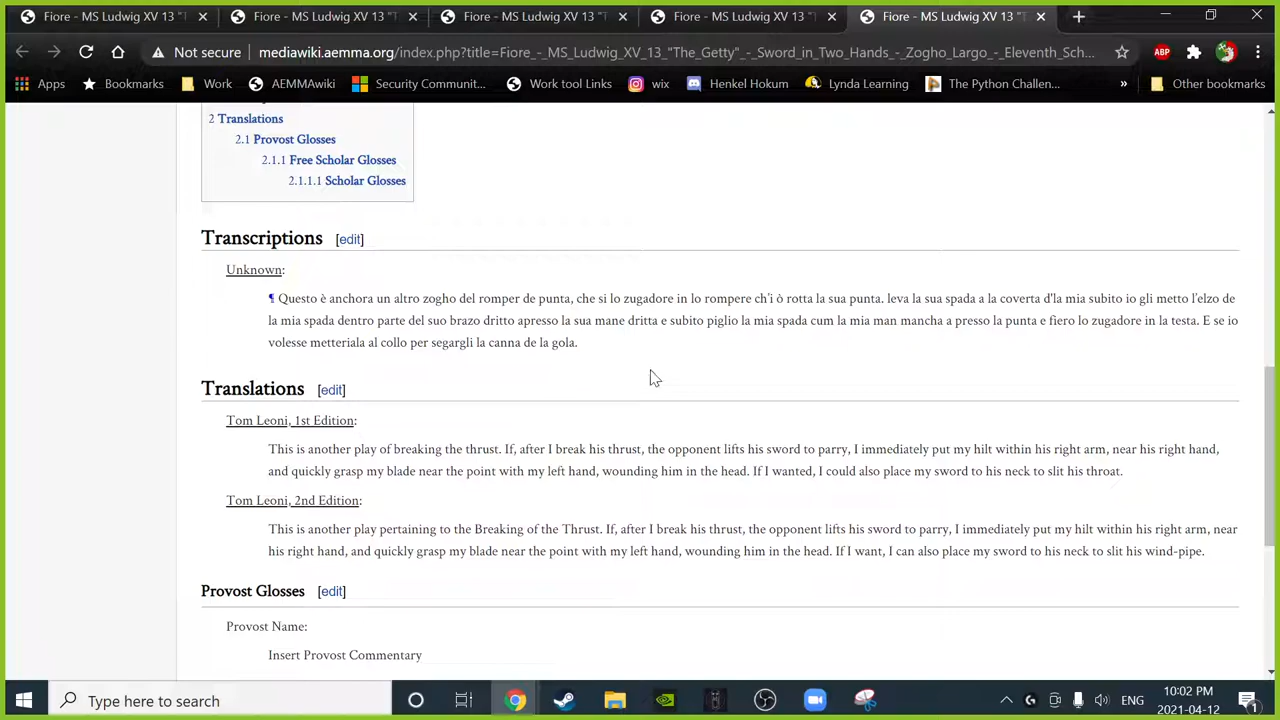 Fiore - MS Ludwig XV 13 "T
Fiore - MS Ludwig XV 13 "T
Fiore - MS Ludwig XV 13 "T
Fiore - MS Ludwig XV 13 "T
Fiore - MS Ludwig XV 13 "T
Not secure
mediawiki.aemma.org/index.php?title=Fiore_-_MS_Ludwig_XV_13_"The_Getty"_-_Sword_in_Two_Hands_-_Zogho_Largo_-_Eleventh_Sch...
ABP
Apps
Bookmarks
Work
AEMMAwiki
Security Communit...
Work tool Links
wix
Henkel Hokum
Lynda Learning
The Python Challen...
»
Other bookmarks
2 Translations
2.1 Provost Glosses
2.1.1 Free Scholar Glosses
2.1.1.1 Scholar Glosses
Transcriptions [edit]
Unknown:
¶ Questo è anchora un altro zogho del romper de punta, che si lo zugadore in lo rompere ch'i ò rotta la sua punta. leva la sua spada a la coverta d'la mia subito io gli metto l'elzo de
la mia spada dentro parte del suo brazo dritto apresso la sua mane dritta e subito piglio la mia spada cum la mia man mancha a presso la punta e fiero lo zugadore in la testa. E se io
volesse metteriala al collo per segargli la canna de la gola.
Translations [edit]
Tom Leoni, 1st Edition:
This is another play of breaking the thrust. If, after I break his thrust, the opponent lifts his sword to parry, I immediately put my hilt within his right arm, near his right hand,
and quickly grasp my blade near the point with my left hand, wounding him in the head. If I wanted, I could also place my sword to his neck to slit his throat.
Tom Leoni, 2nd Edition:
This is another play pertaining to the Breaking of the Thrust. If, after I break his thrust, the opponent lifts his sword to parry, I immediately put my hilt within his right arm, near
his right hand, and quickly grasp my blade near the point with my left hand, wounding him in the head. If I want, I can also place my sword to his neck to slit his wind-pipe.
Provost Glosses [edit]
Provost Name:
Insert Provost Commentary
Type here to search
ENG
10:02 PM
2021-04-12
1